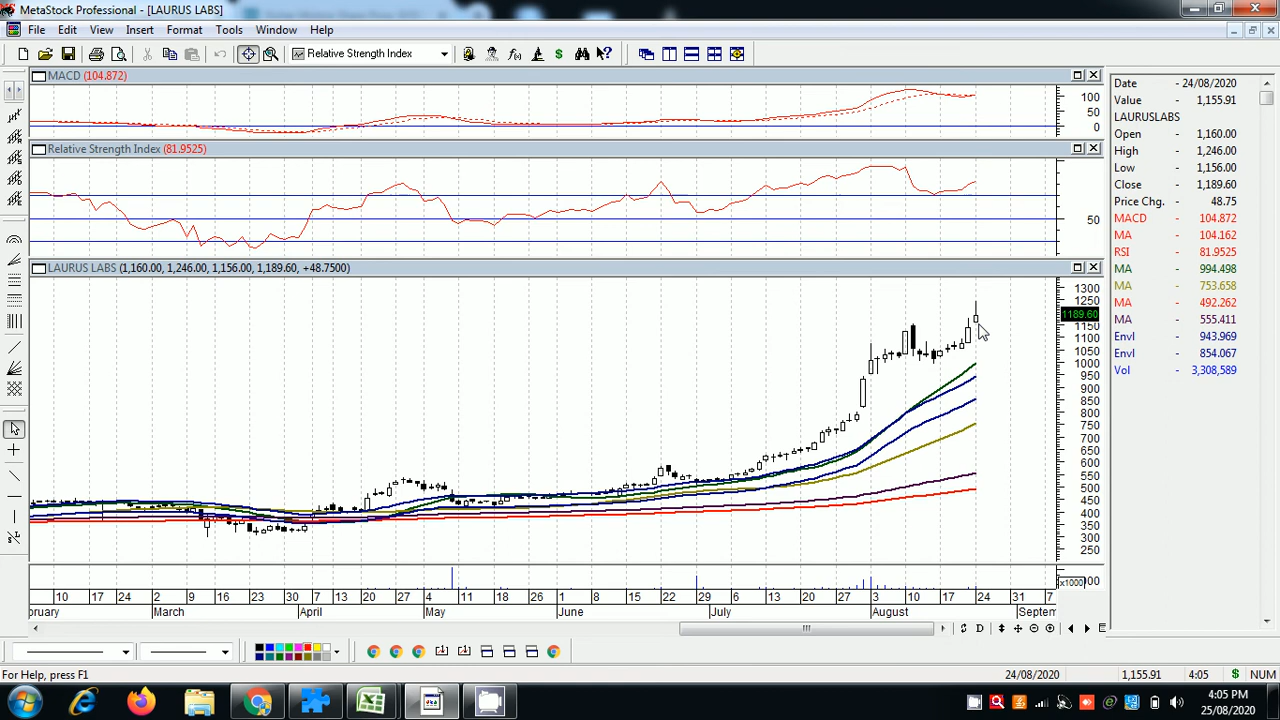 MetaStock Professional - [LAURUS LABS]
File Edit View Insert Format Tools Window Help
Relative Strength Index
MACD (104.872)
100
50
0
Relative Strength Index (81.9525)
50
LAURUS LABS (1,160.00, 1,246.00, 1,156.00, 1,189.60, +48.7500)
1300
1250
1189.60
1150
1100
1050
1000
950
900
850
800
750
700
650
600
550
500
450
400
350
300
250
x1000
10 17 24 2 9 16 23 30 7 13 20 27 4 11 18 26 1 8 15 22 29 6 13 20 27 3 10 17 24 31 7
bruary March April May June July August Septem
Date - 24/08/2020
Value - 1,155.91
LAURUSLABS
Open - 1,160.00
High - 1,246.00
Low - 1,156.00
Close - 1,189.60
Price Chg. - 48.75
MACD - 104.872
MA - 104.162
RSI - 81.9525
MA - 994.498
MA - 753.658
MA - 492.262
MA - 555.411
Envl - 943.969
Envl - 854.067
Vol - 3,308,589
For Help, press F1
24/08/2020 1,155.91 4:05 $ NUM
4:05 PM
25/08/2020